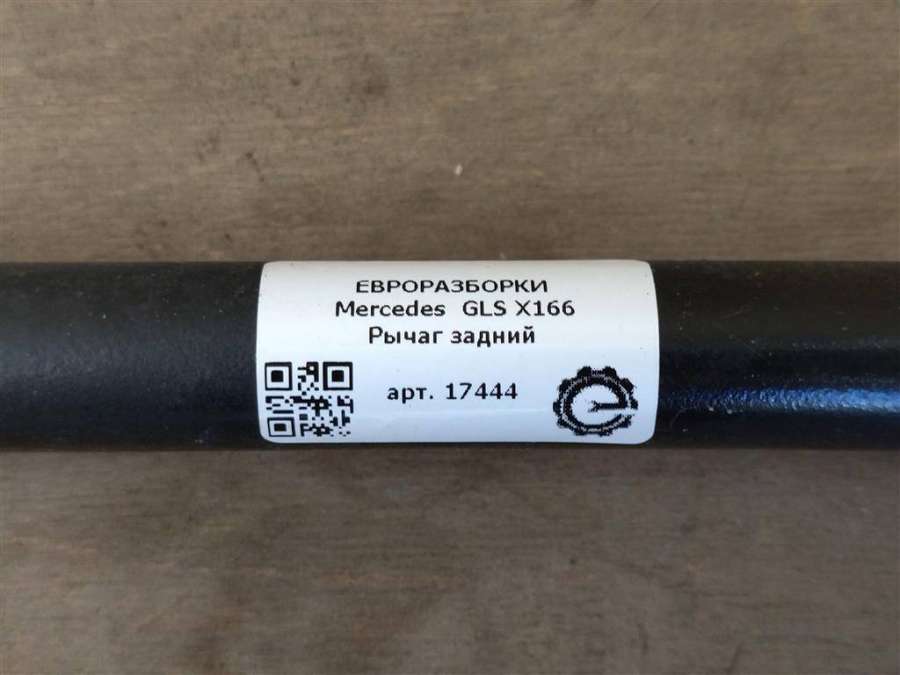 ЕВРОРАЗБОРКИ
Mercedes GLS X166
Рычаг задний
арт. 17444